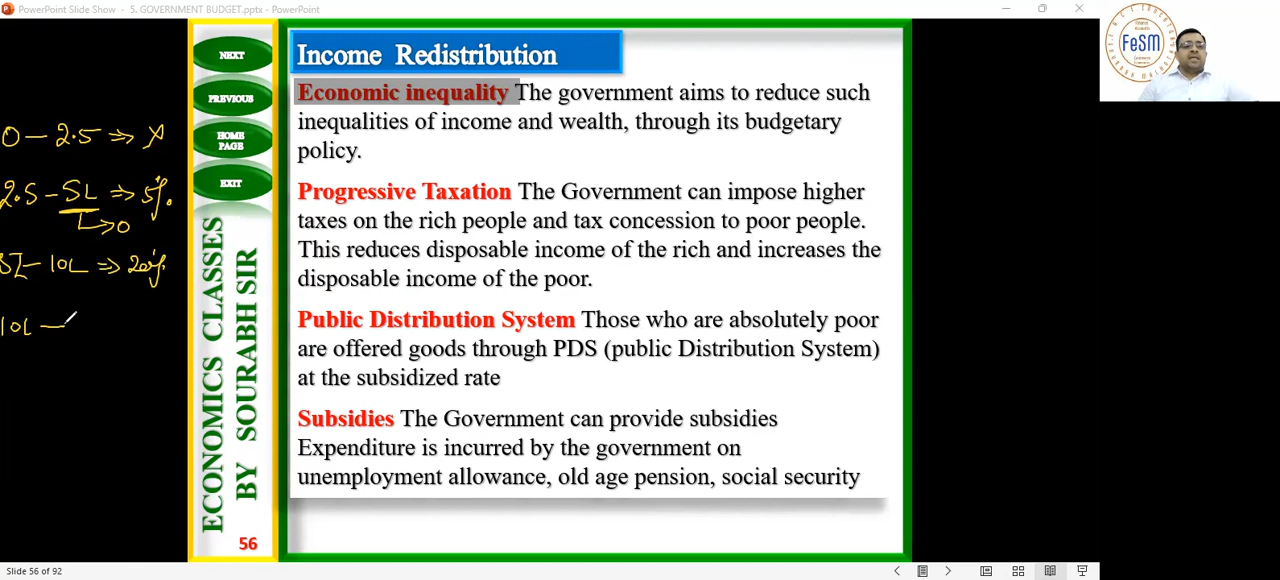 PowerPoint Slide Show - 5. GOVERNMENT BUDGET.pptx - PowerPoint
FeSM
NEXT
PREVIOUS
HOME
PAGE
EXIT
ECONOMICS CLASSES
BY SOURABH SIR
56
Income Redistribution
Economic inequality The government aims to reduce such
inequalities of income and wealth, through its budgetary
policy.
Progressive Taxation The Government can impose higher
taxes on the rich people and tax concession to poor people.
This reduces disposable income of the rich and increases the
disposable income of the poor.
Public Distribution System Those who are absolutely poor
are offered goods through PDS (public Distribution System)
at the subsidized rate
Subsidies The Government can provide subsidies
Expenditure is incurred by the government on
unemployment allowance, old age pension, social security
0 – 2.5 ⇒ X
2.5 – 5L ⇒ 5%.
↳ 0
5L – 10L ⇒ 20%.
10L –
Slide 56 of 92